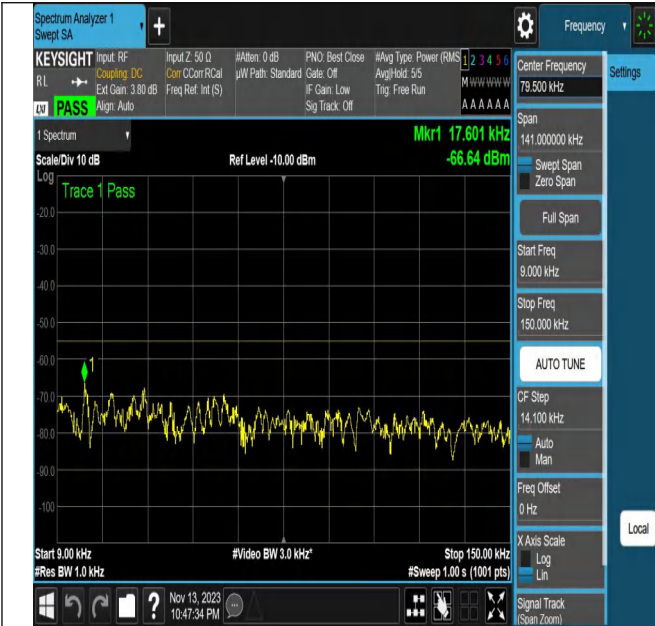 Spectrum Analyzer 1
Swept SA
+
Frequency
KEYSIGHT
RL
LXI
PASS
Input: RF
Coupling: DC
Ext Gain: 3.80 dB
Align: Auto
Input Z: 50 Ω
Corr CCorr RCal
Freq Ref: Int (S)
#Atten: 0 dB
µW Path: Standard
PNO: Best Close
Gate: Off
IF Gain: Low
Sig Track: Off
#Avg Type: Power (RMS
Avg|Hold: 5/5
Trig: Free Run
1 2 3 4 5 6
M W W W W W
A A A A A A
1 Spectrum
Mkr1 17.601 kHz
Scale/Div 10 dB
Ref Level -10.00 dBm
-66.64 dBm
Log
Trace 1 Pass
-20.0
-30.0
-40.0
-50.0
-60.0
1
-70.0
-80.0
-90.0
-100
Start 9.00 kHz
#Video BW 3.0 kHz*
Stop 150.00 kHz
#Res BW 1.0 kHz
#Sweep 1.00 s (1001 pts)
?
Nov 13, 2023
10:47:34 PM
Center Frequency
79.500 kHz
Settings
Span
141.000000 kHz
Swept Span
Zero Span
Full Span
Start Freq
9.000 kHz
Stop Freq
150.000 kHz
AUTO TUNE
CF Step
14.100 kHz
Auto
Man
Freq Offset
0 Hz
Local
X Axis Scale
Log
Lin
Signal Track
(Span Zoom)